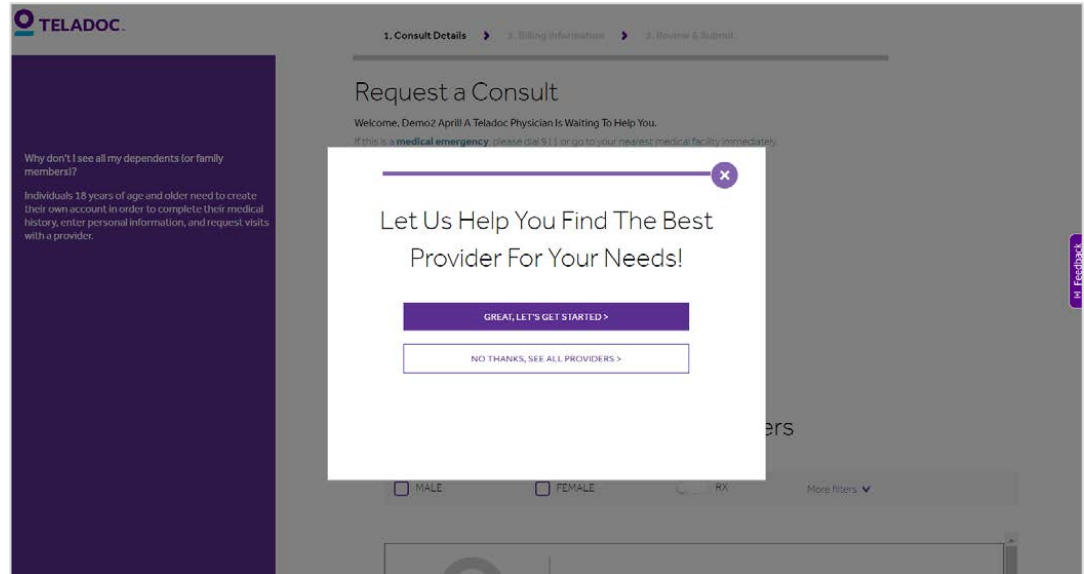 TELADOC.
1. Consult Details
2. Billing Information
3. Review & Submit
Request a Consult
Welcome, Demo2 April! A Teladoc Physician Is Waiting To Help You.
If this is a medical emergency, please dial 911 or go to your nearest medical facility immediately.
Why don't I see all my dependents (or family
members)?
Individuals 18 years of age and older need to create
their own account in order to complete their medical
history, enter personal information, and request visits
with a provider.
Let Us Help You Find The Best
Provider For Your Needs!
GREAT, LET'S GET STARTED >
NO THANKS, SEE ALL PROVIDERS >
Feedback
ers
MALE
FEMALE
RX
More filters